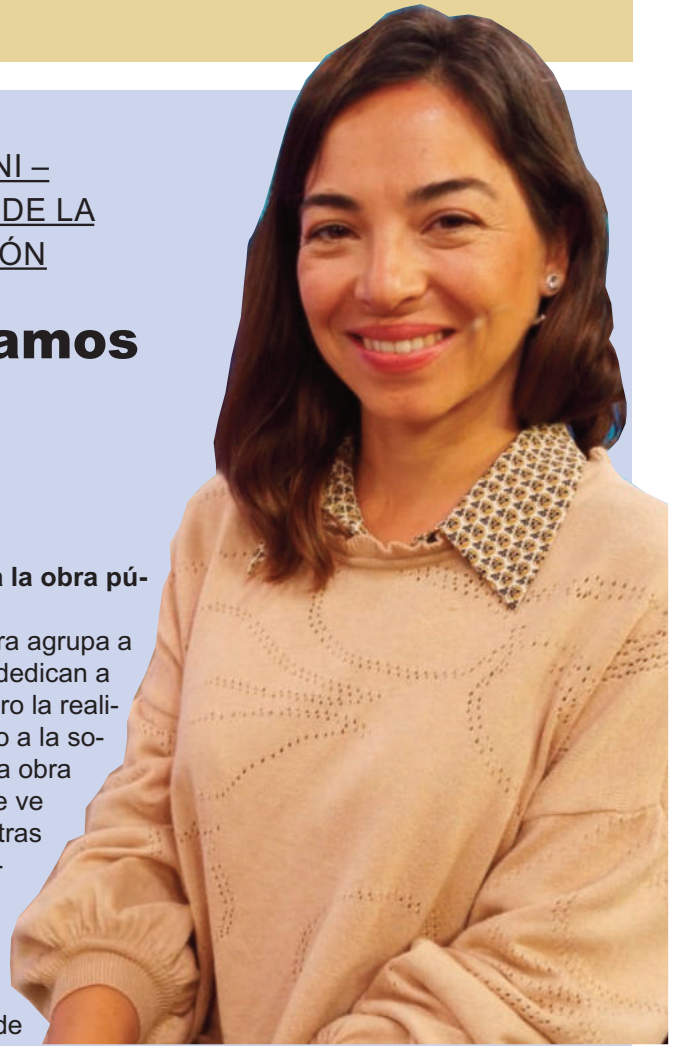 NI –
DE LA
ÓN
amos
a la obra pú-
ra agrupa a
dedican a
ro la reali-
o a la so-
a obra
e ve
tras
-
de